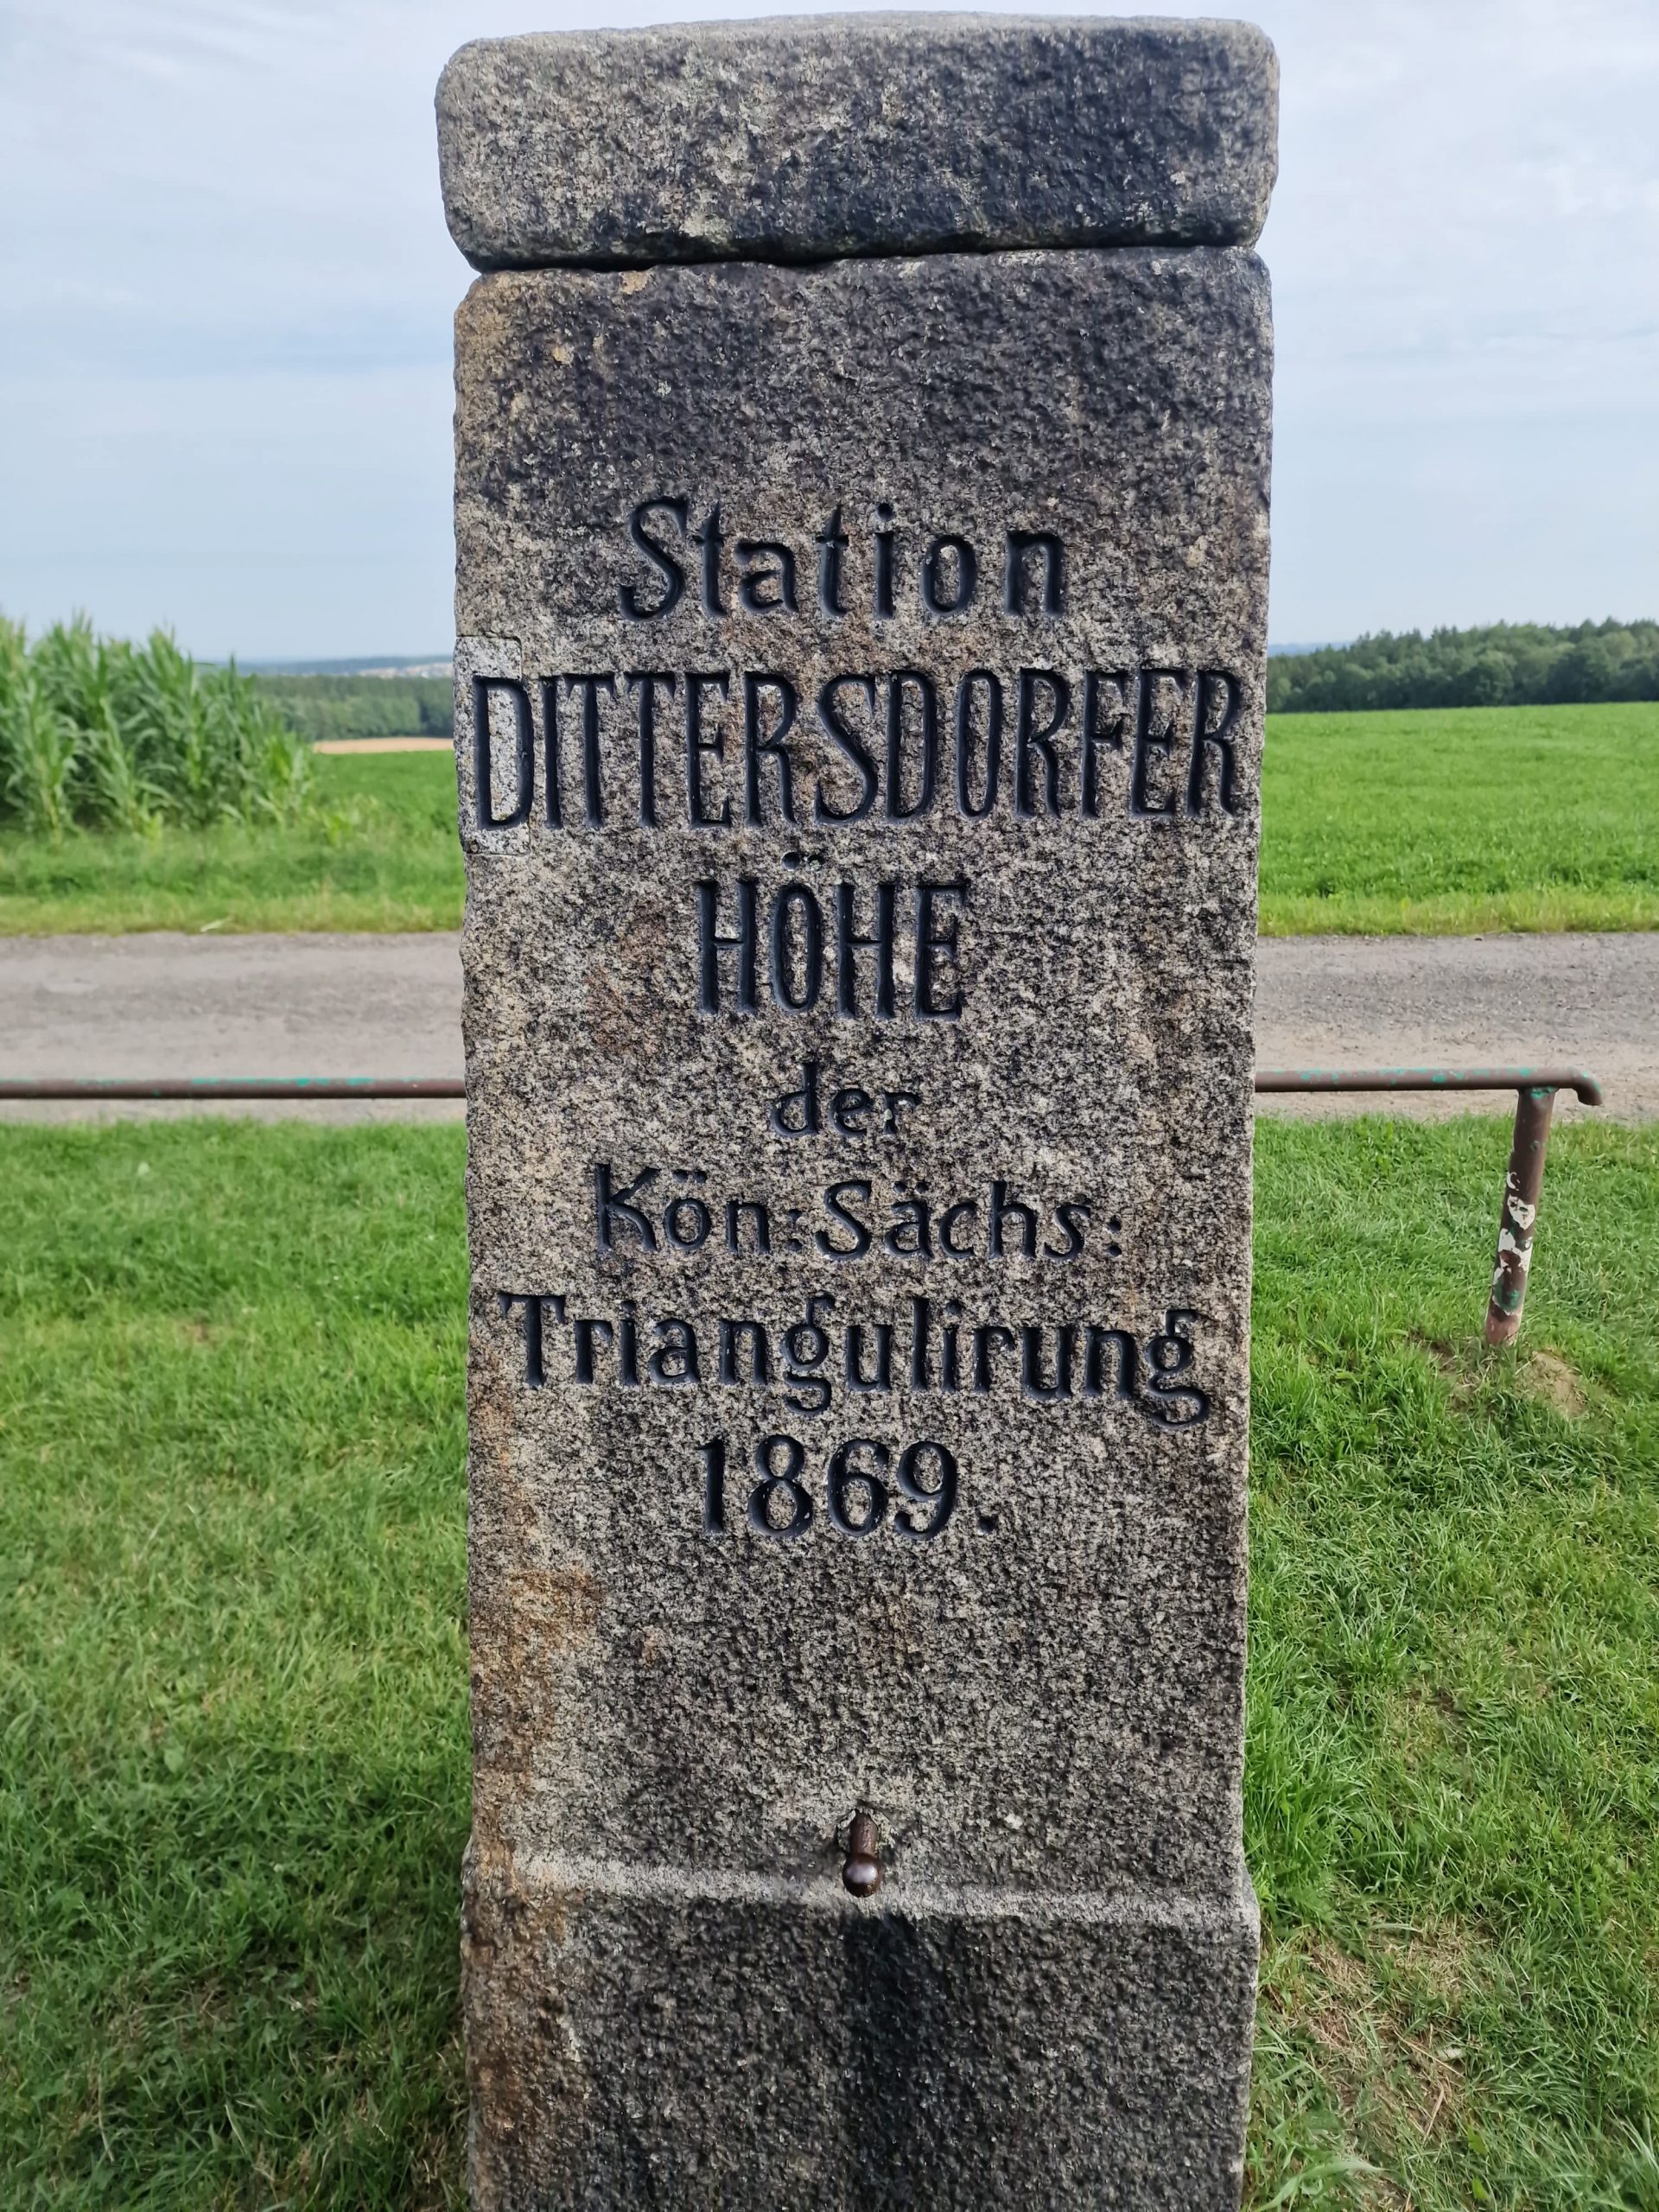 Station
DITTERSDORFER
HÖHE
der
Kön: Sächs:
Triangulirung
1869.